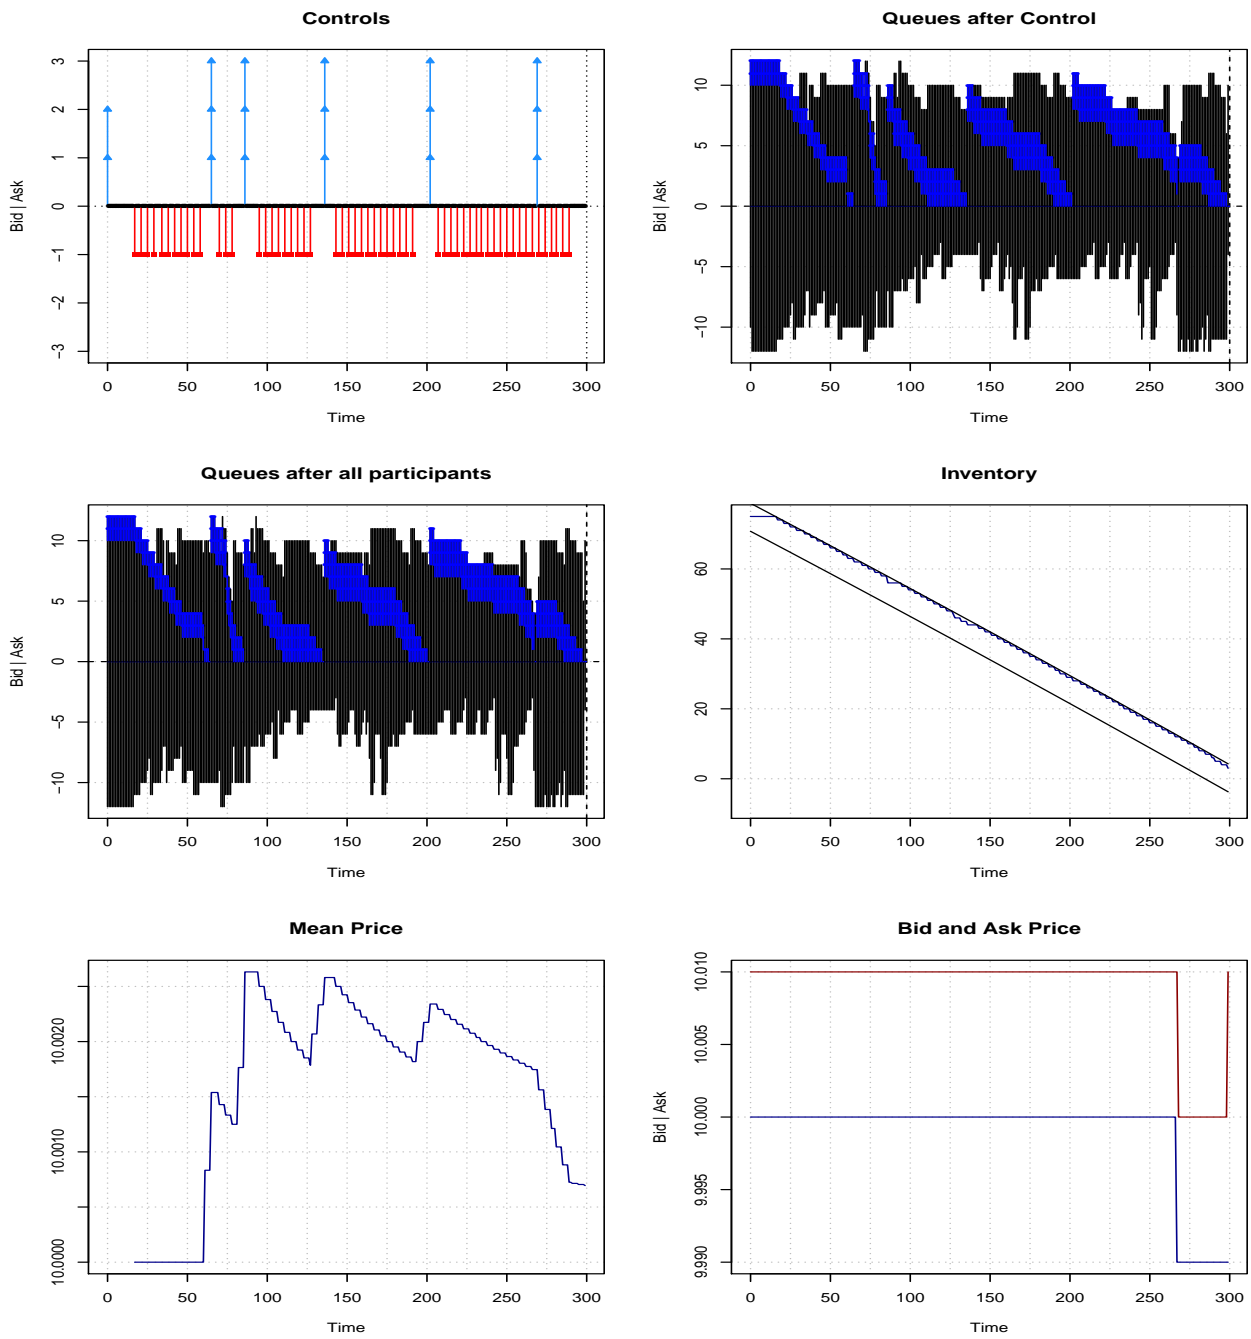 Controls
Bid | Ask
3
2
1
0
-1
-2
-3
0 50 100 150 200 250 300
Time
Queues after Control
Bid | Ask
10
5
0
-5
-10
0 50 100 150 200 250 300
Time
Queues after all participants
Bid | Ask
10
5
0
-5
-10
0 50 100 150 200 250 300
Time
Inventory
60
40
20
0
0 50 100 150 200 250 300
Time
Mean Price
10.0020
10.0010
10.0000
0 50 100 150 200 250 300
Time
Bid and Ask Price
Bid | Ask
10.010
10.005
10.000
9.995
9.990
0 50 100 150 200 250 300
Time